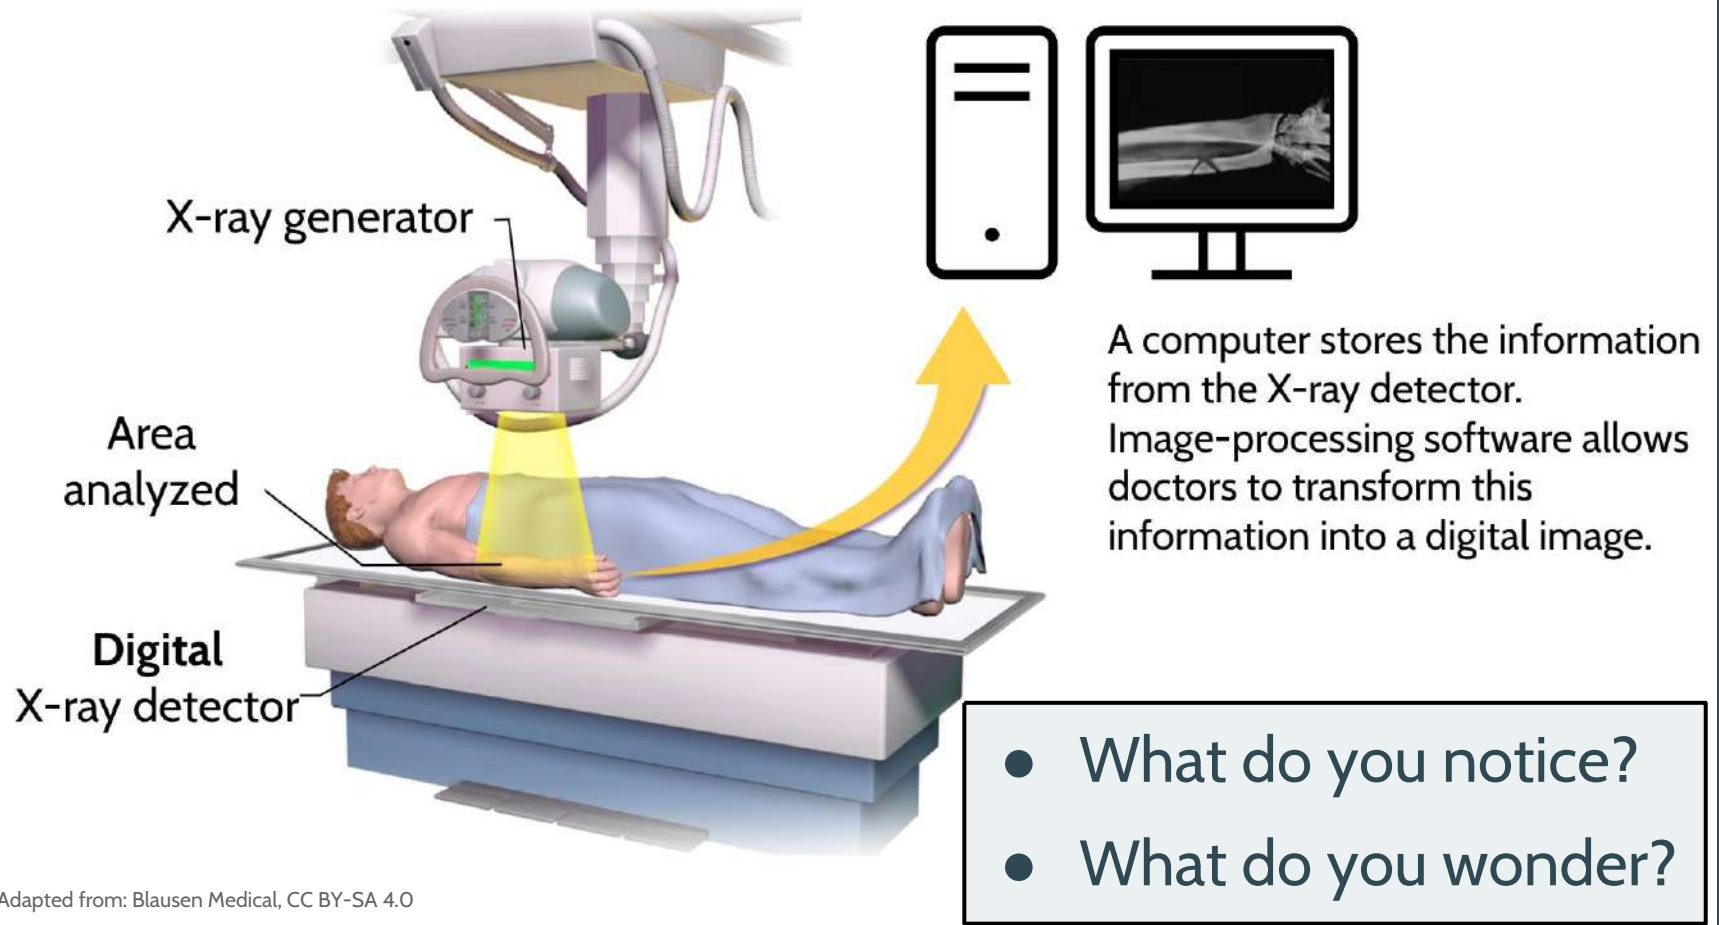 X-ray generator
Area
analyzed
Digital
X-ray detector
A computer stores the information
from the X-ray detector.
Image-processing software allows
doctors to transform this
information into a digital image.
● What do you notice?
● What do you wonder?
Adapted from: Blausen Medical, CC BY-SA 4.0